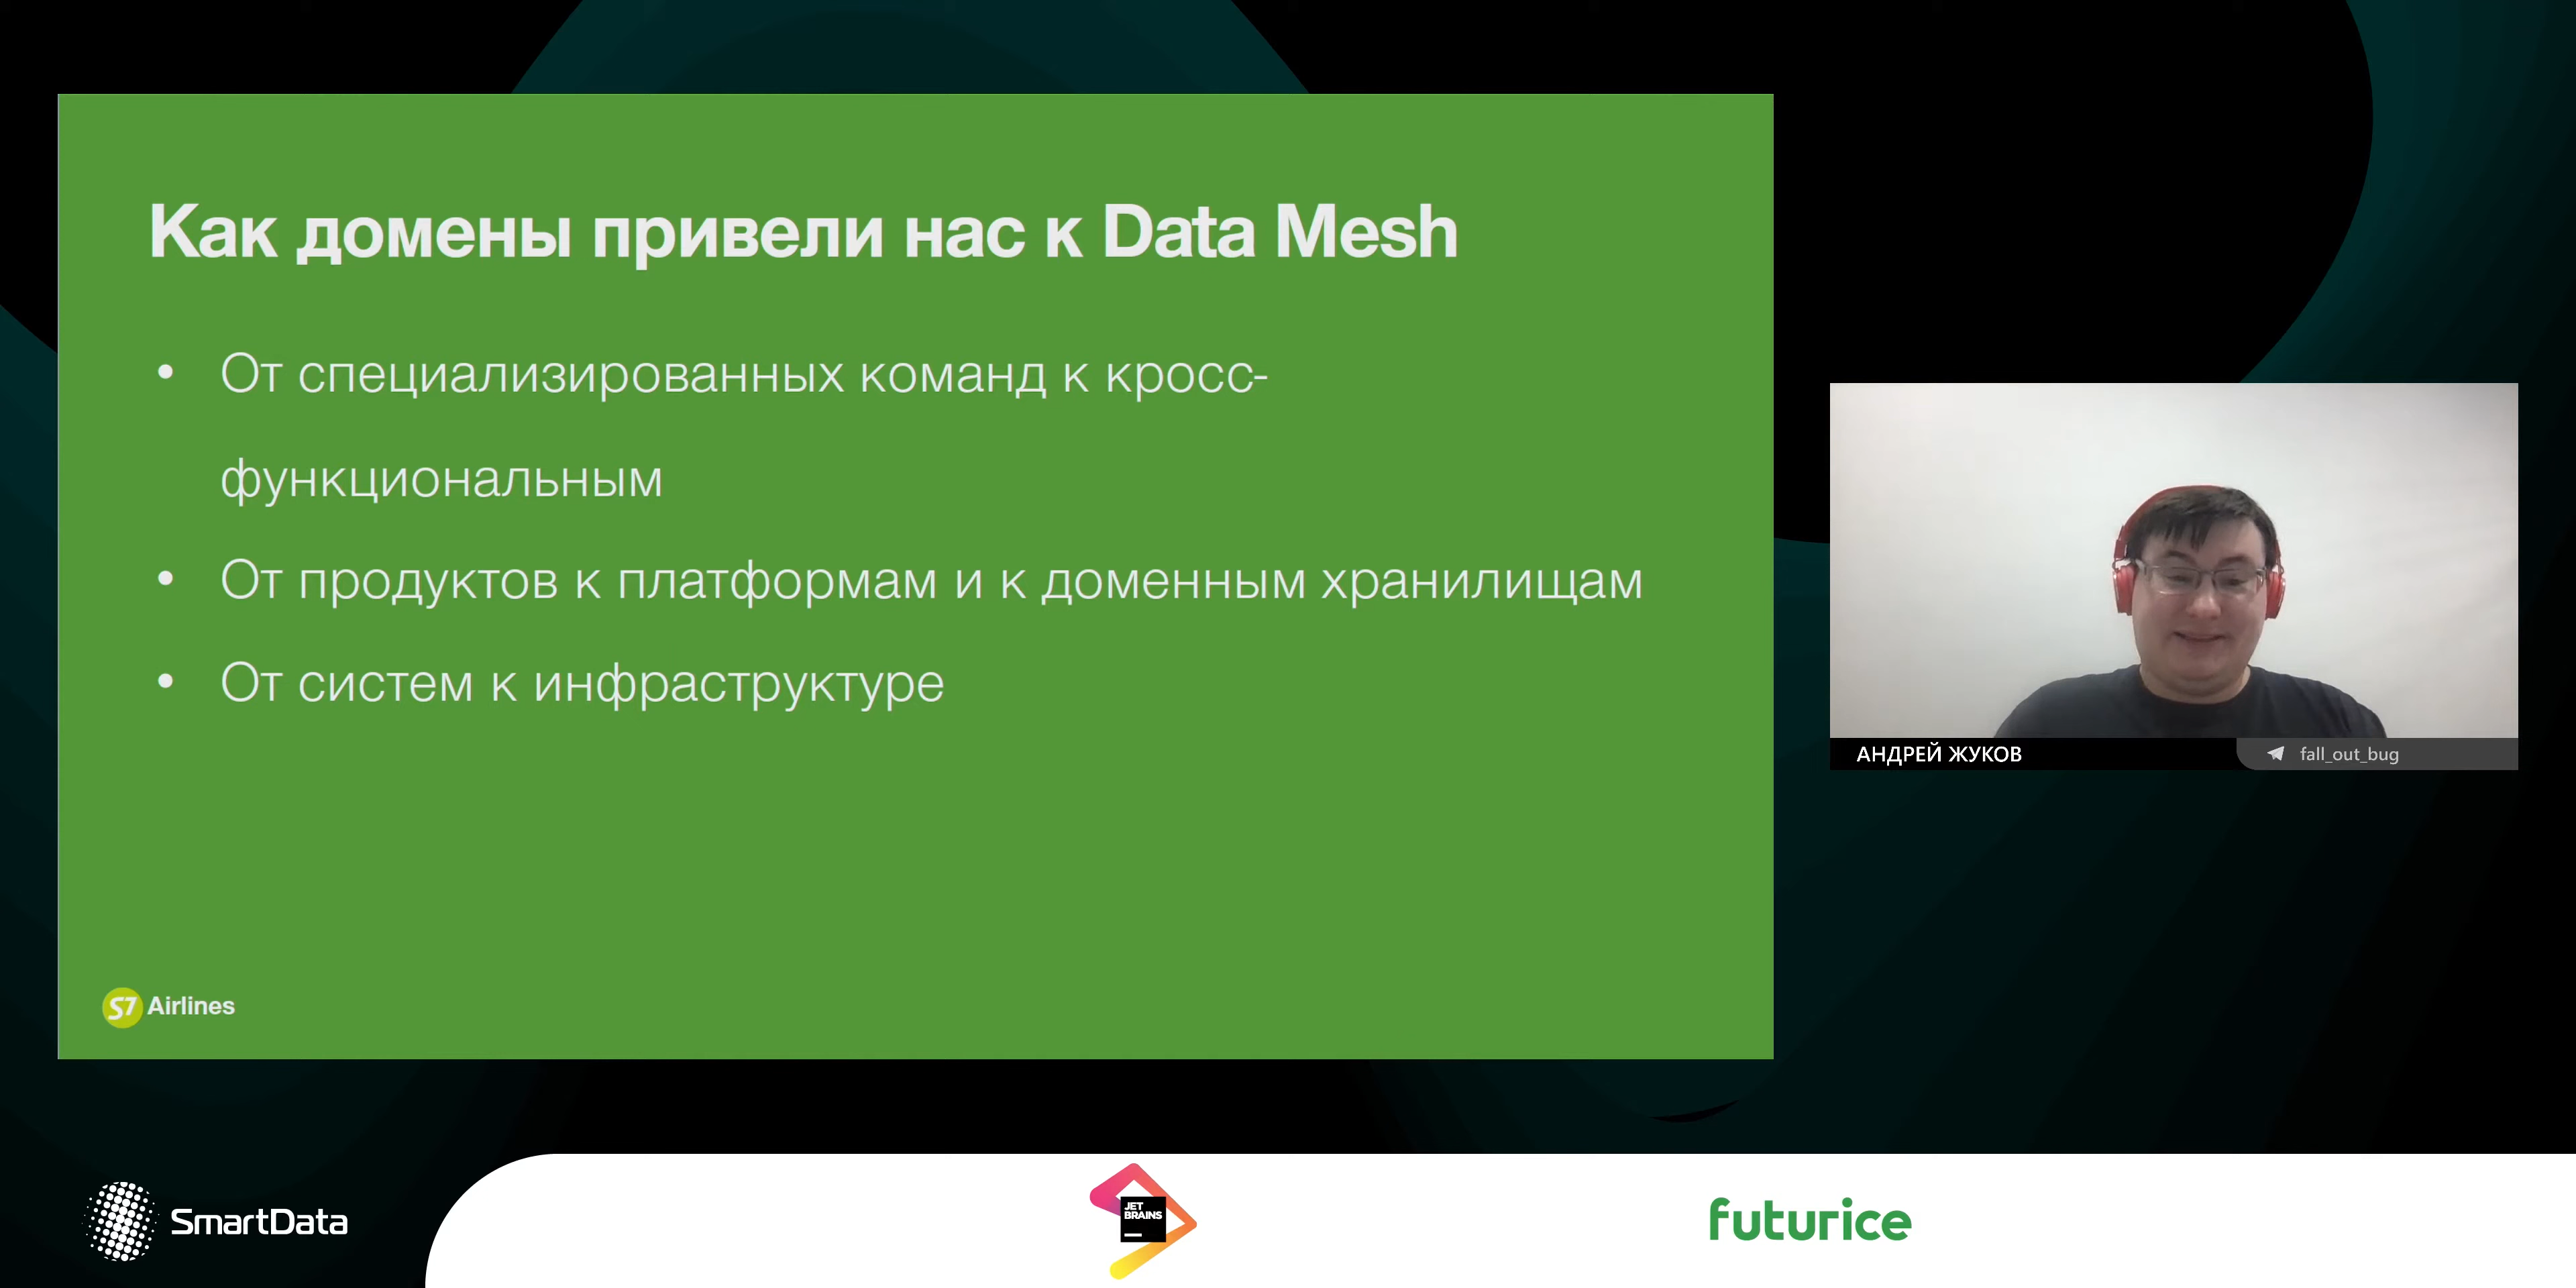 Как домены привели нас к Data Mesh
• От специализированных команд к кросс-
функциональным
• От продуктов к платформам и к доменным хранилищам
• От систем к инфраструктуре
S7 Airlines
АНДРЕЙ ЖУКОВ
fall_out_bug
SmartData
JET
BRAINS
futurice